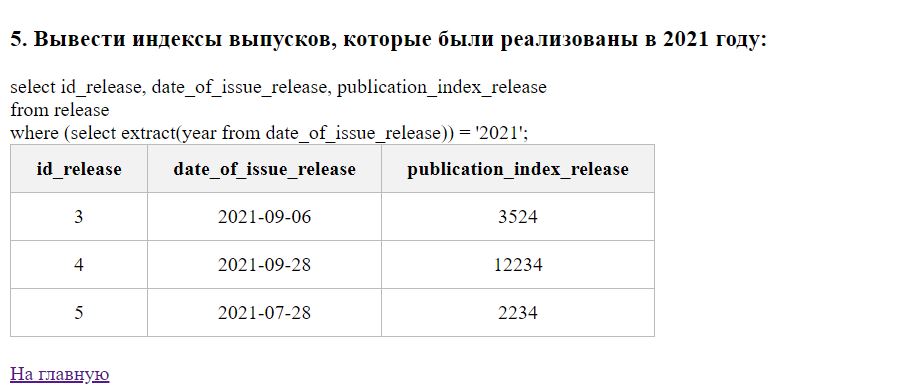 5. Вывести индексы выпусков, которые были реализованы в 2021 году:
select id_release, date_of_issue_release, publication_index_release
from release
where (select extract(year from date_of_issue_release)) = '2021';
id_release date_of_issue_release publication_index_release
3 2021-09-06 3524
4 2021-09-28 12234
5 2021-07-28 2234
На главную